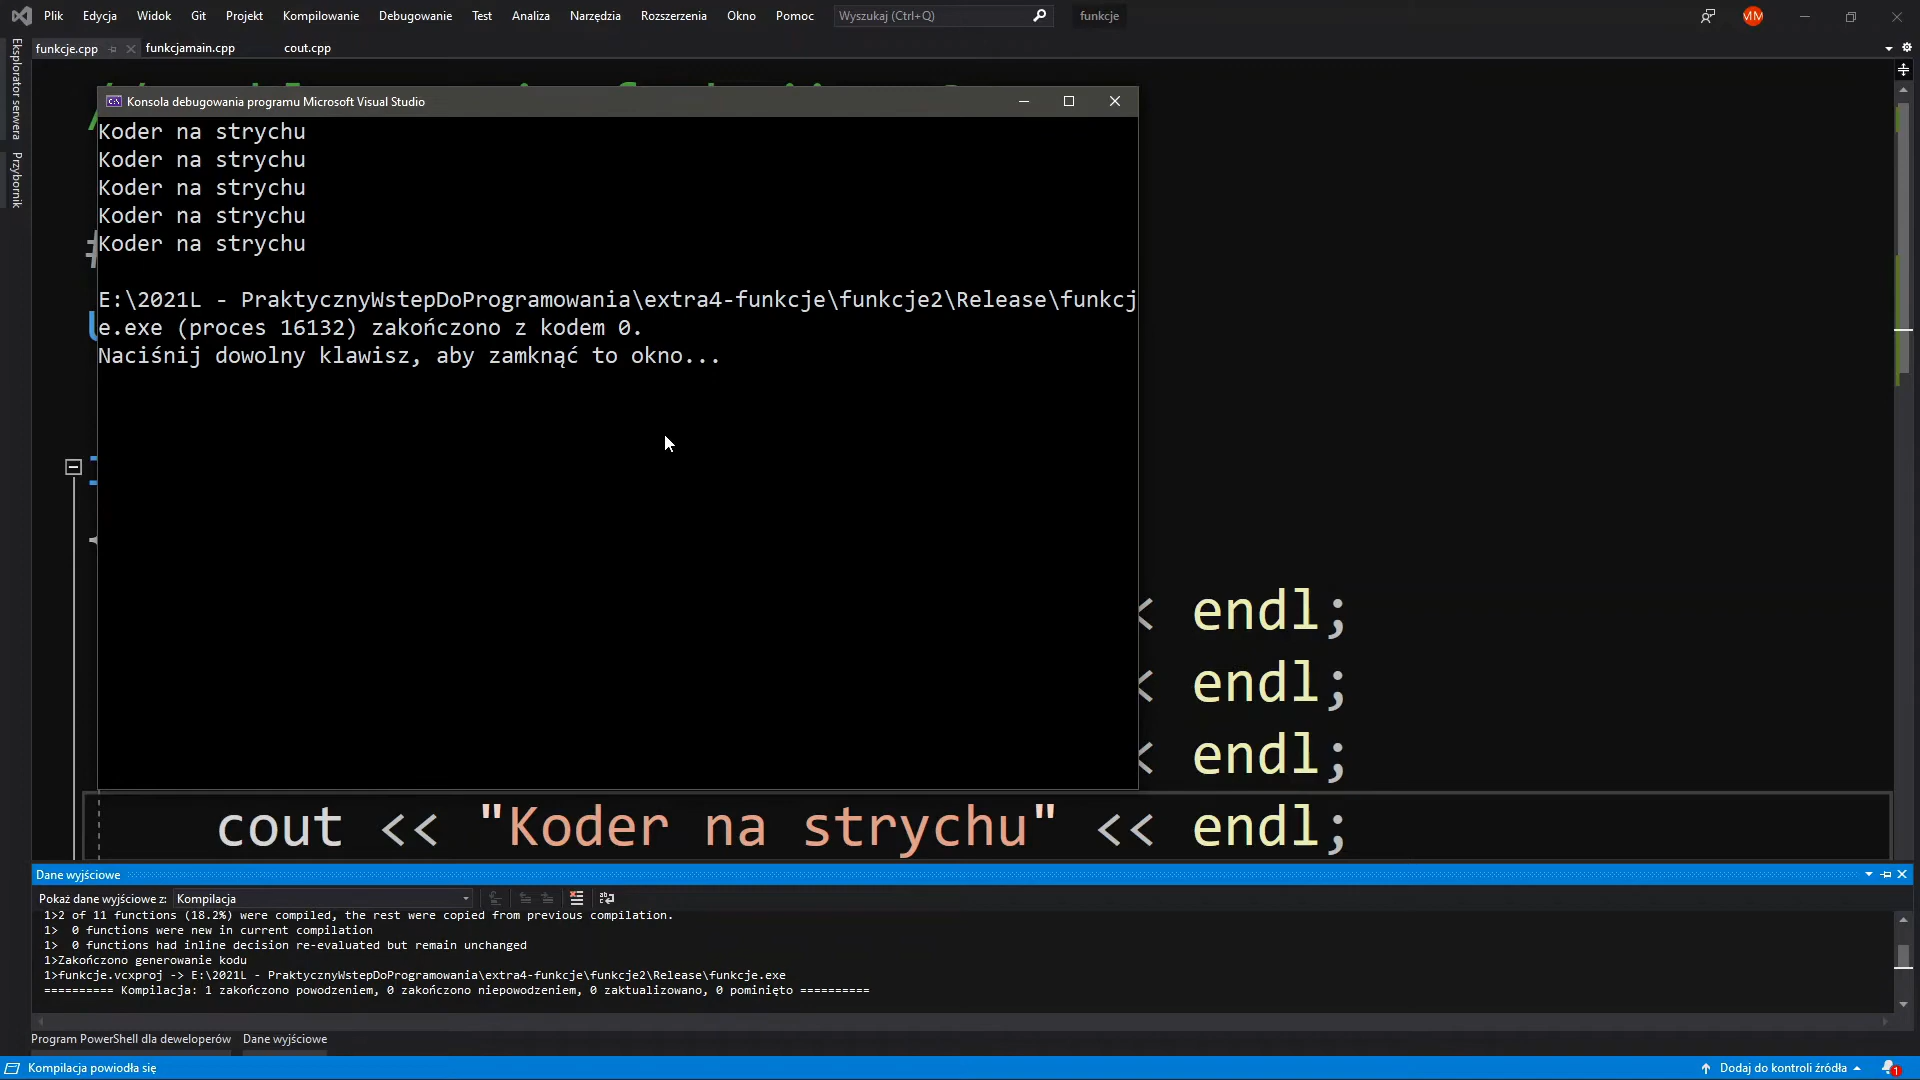 Plik Edycja Widok Git Projekt Kompilowanie Debugowanie Test Analiza Narzędzia Rozszerzenia Okno Pomoc Wyszukaj (Ctrl+Q) funkcje MM
funkcje.cpp funkcjamain.cpp cout.cpp
Eksplorator serwera
Przybornik
Konsola debugowania programu Microsoft Visual Studio
Koder na strychu
Koder na strychu
Koder na strychu
Koder na strychu
Koder na strychu
E:\2021L - PraktycznyWstepDoProgramowania\extra4-funkcje\funkcje2\Release\funkcj
e.exe (proces 16132) zakończono z kodem 0.
Naciśnij dowolny klawisz, aby zamknąć to okno...
< endl;
< endl;
< endl;
cout << "Koder na strychu" << endl;
Dane wyjściowe
Pokaż dane wyjściowe z: Kompilacja
1>2 of 11 functions (18.2%) were compiled, the rest were copied from previous compilation.
1>  0 functions were new in current compilation
1>  0 functions had inline decision re-evaluated but remain unchanged
1>Zakończono generowanie kodu
1>funkcje.vcxproj -> E:\2021L - PraktycznyWstepDoProgramowania\extra4-funkcje\funkcje2\Release\funkcje.exe
========== Kompilacja: 1 zakończono powodzeniem, 0 zakończono niepowodzeniem, 0 zaktualizowano, 0 pominięto ==========
Program PowerShell dla deweloperów Dane wyjściowe
Kompilacja powiodła się Dodaj do kontroli źródła 1